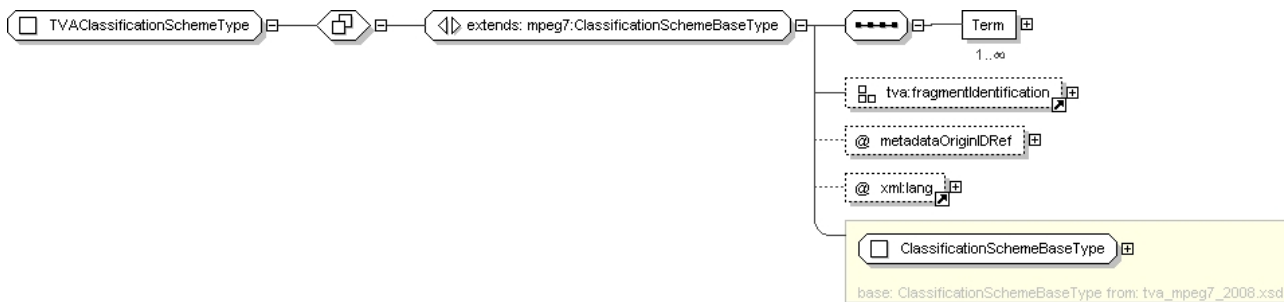 TVAClassificationSchemeType
extends: mpeg7:ClassificationSchemeBaseType
Term
1..∞
tva:fragmentIdentification
@ metadataOriginIDRef
@ xml:lang
ClassificationSchemeBaseType
base: ClassificationSchemeBaseType from: tva_mpeg7_2008.xsd